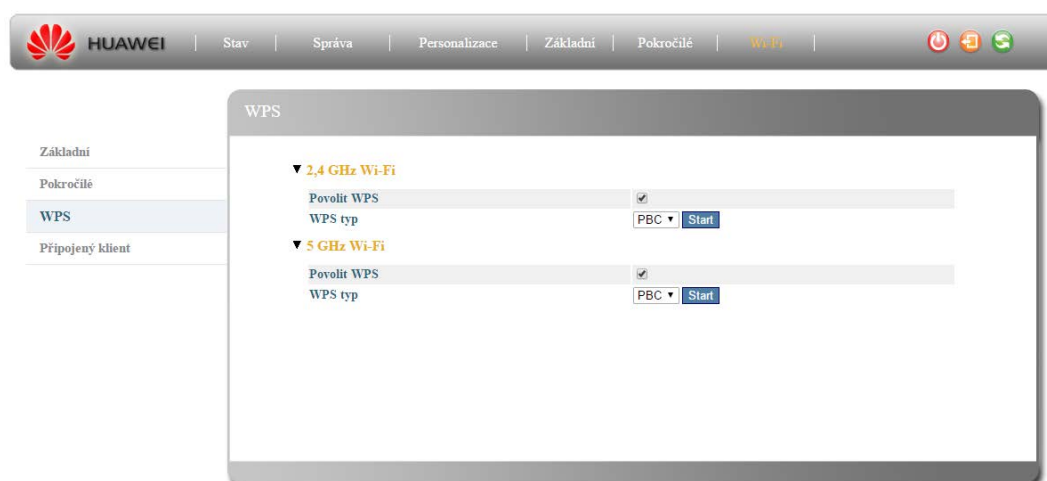 HUAWEI | Stav | Správa | Personalizace | Základní | Pokročilé | Wi-Fi |
WPS
Základní
Pokročilé
WPS
Připojený klient
2,4 GHz Wi-Fi
Povolit WPS
WPS typ PBC Start
5 GHz Wi-Fi
Povolit WPS
WPS typ PBC Start